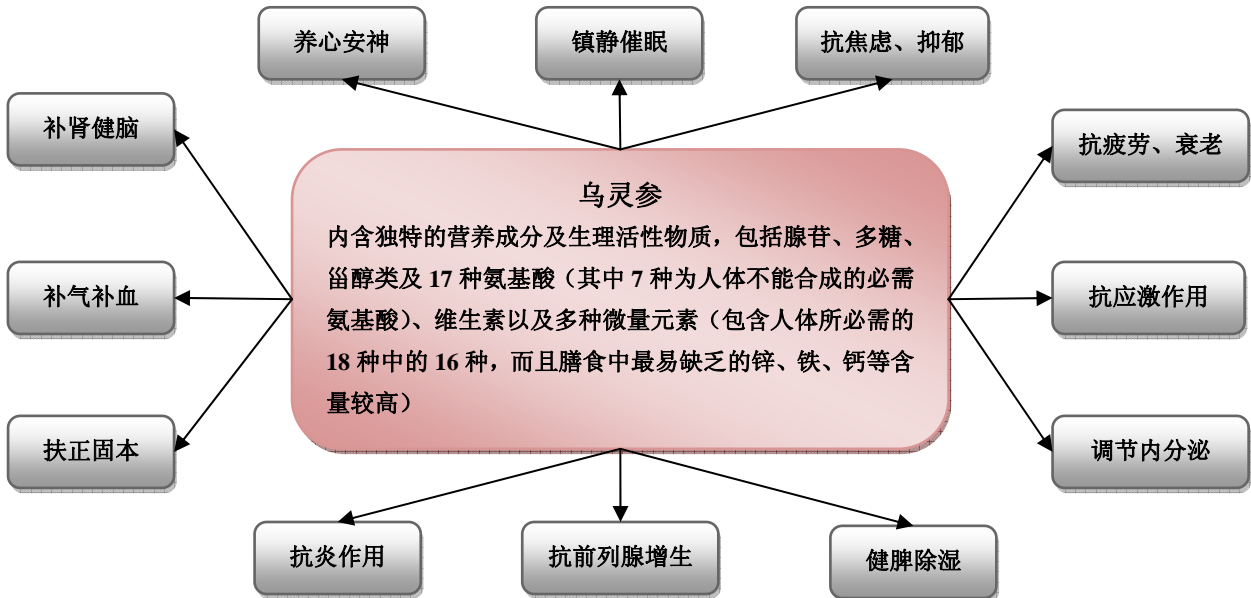 养心安神
镇静催眠
抗焦虑、抑郁
补肾健脑
抗疲劳、衰老
乌灵参
内含独特的营养成分及生理活性物质，包括腺苷、多糖、
甾醇类及 17 种氨基酸（其中 7 种为人体不能合成的必需
氨基酸）、维生素以及多种微量元素（包含人体所必需的
18 种中的 16 种，而且膳食中最易缺乏的锌、铁、钙等含
量较高）
补气补血
抗应激作用
扶正固本
调节内分泌
抗炎作用
抗前列腺增生
健脾除湿